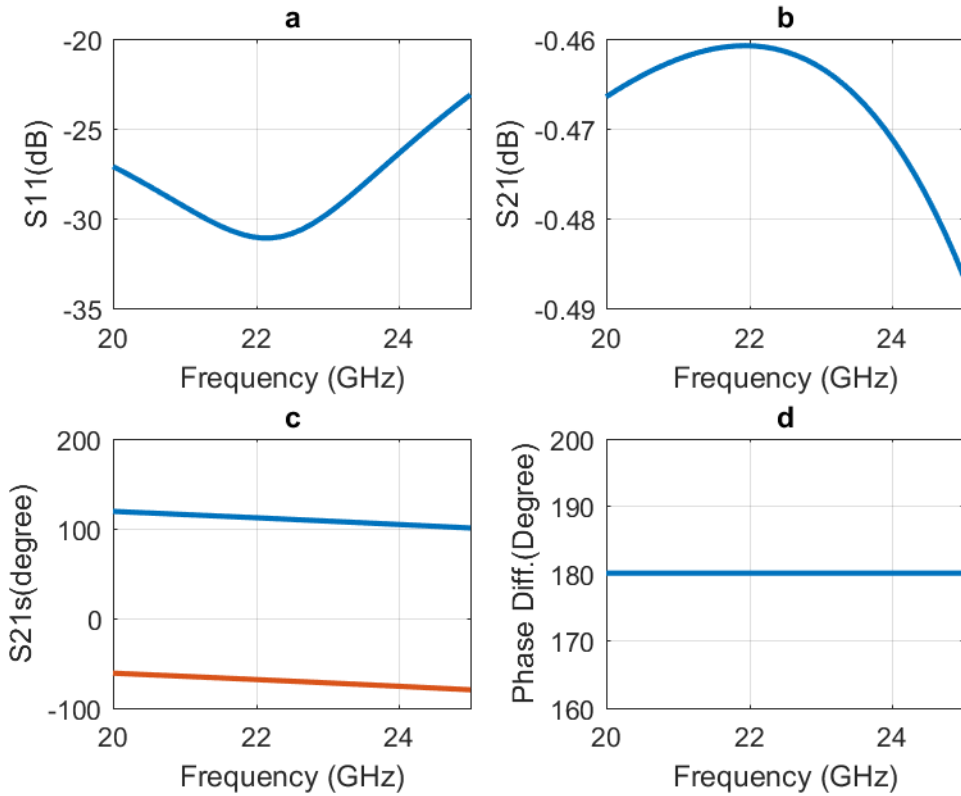 a
-20
-25
-30
-35
S11(dB)
20 22 24
Frequency (GHz)
b
-0.46
-0.47
-0.48
-0.49
S21(dB)
20 22 24
Frequency (GHz)
c
200
100
0
-100
S21s(degree)
20 22 24
Frequency (GHz)
d
200
190
180
170
160
Phase Diff.(Degree)
20 22 24
Frequency (GHz)